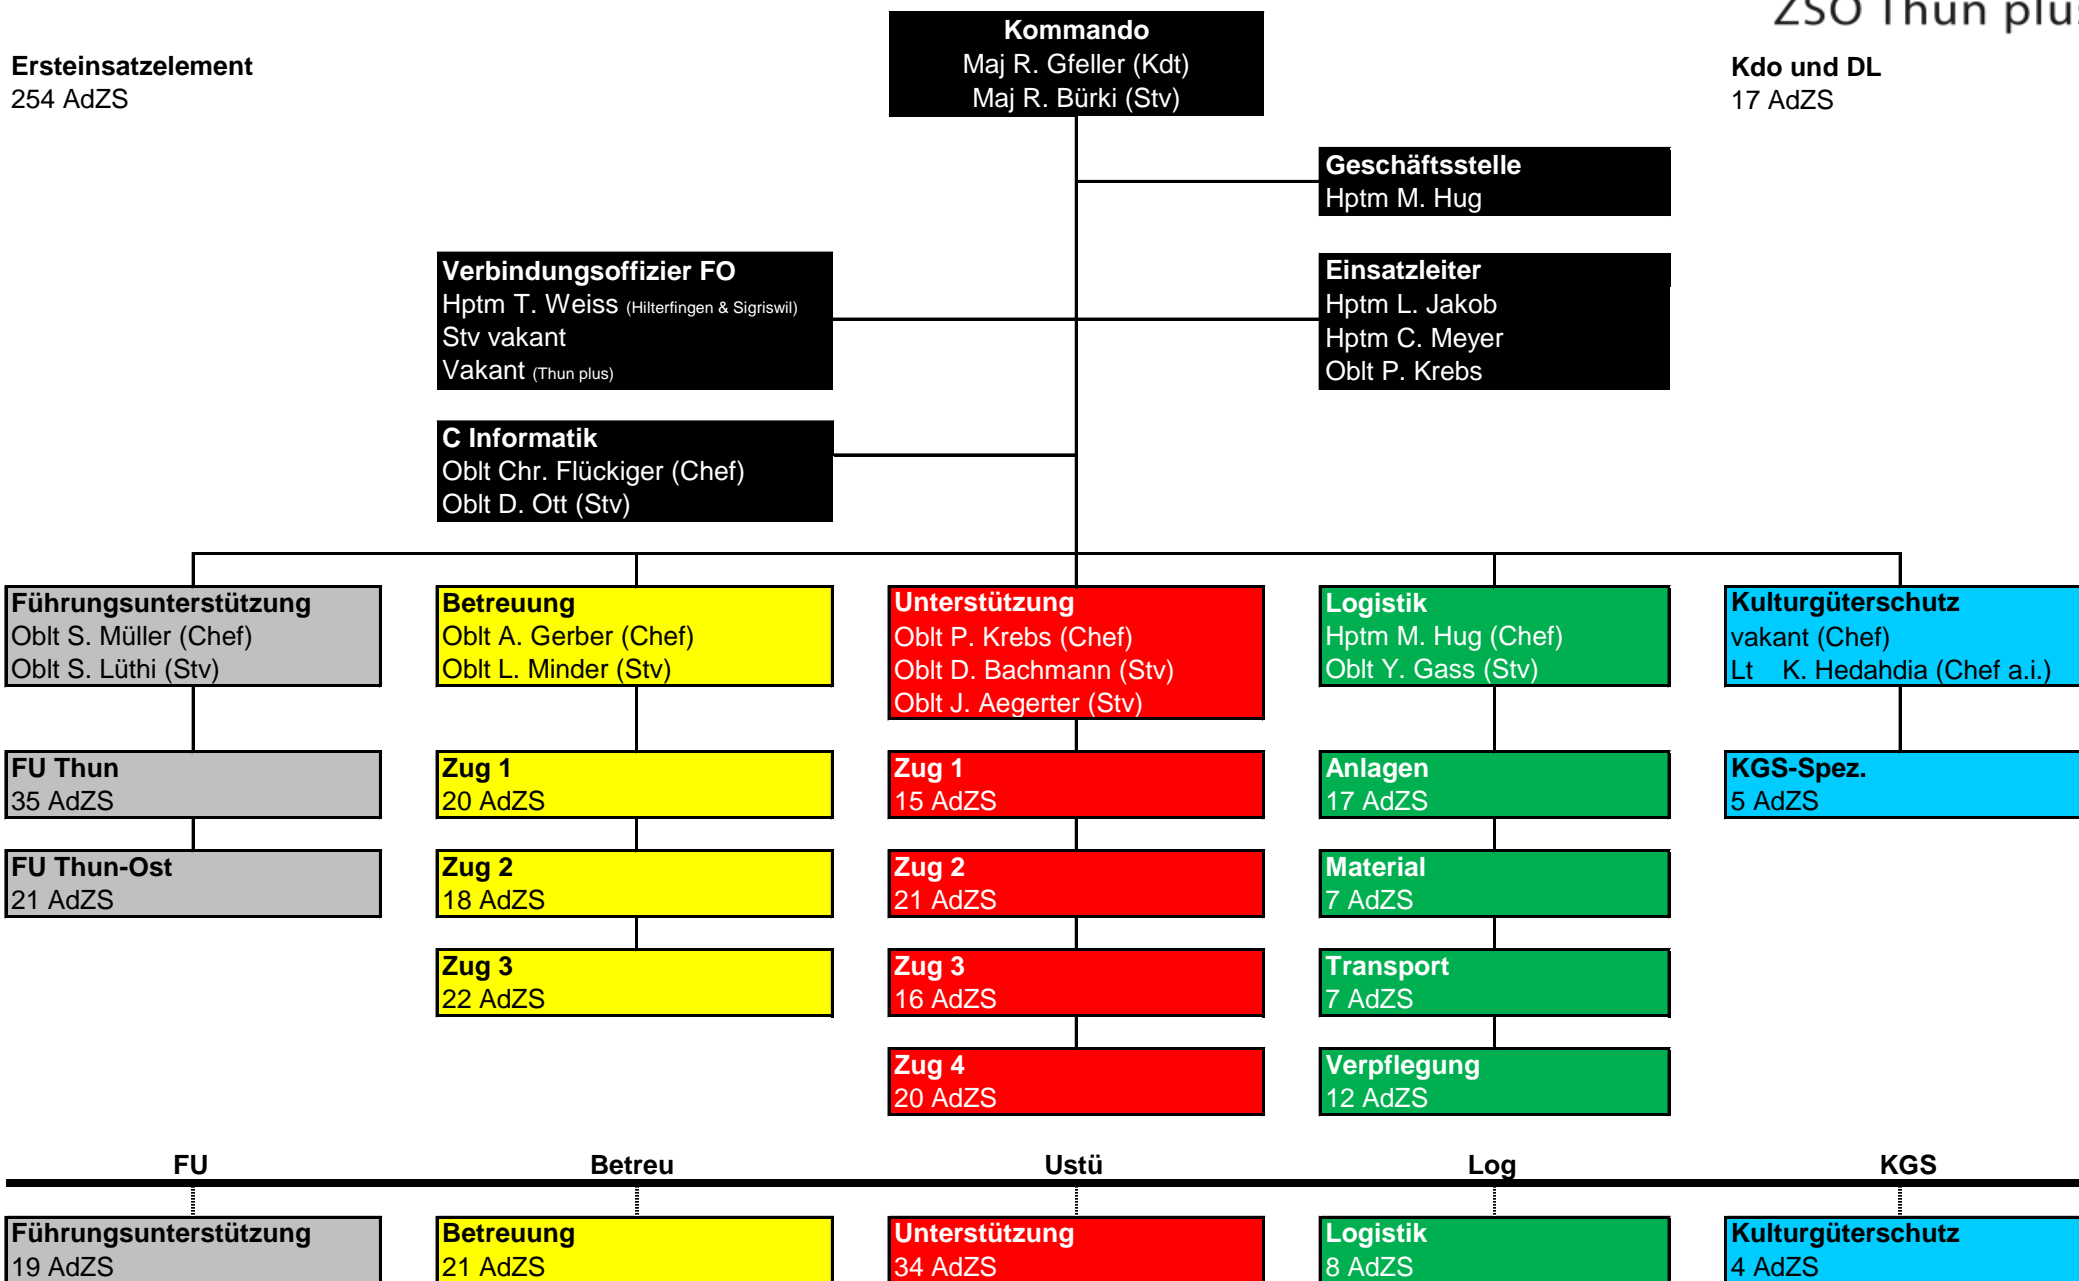 ZSO Thun plus
Kommando
Maj R. Gfeller (Kdt)
Maj R. Bürki (Stv)
Ersteinsatzelement
254 AdZS
Kdo und DL
17 AdZS
Geschäftsstelle
Hptm M. Hug
Verbindungsoffizier FO
Hptm T. Weiss (Hilterfingen & Sigriswil)
Stv vakant
Vakant (Thun plus)
Einsatzleiter
Hptm L. Jakob
Hptm C. Meyer
Oblt P. Krebs
C Informatik
Oblt Chr. Flückiger (Chef)
Oblt D. Ott (Stv)
Führungsunterstützung
Oblt S. Müller (Chef)
Oblt S. Lüthi (Stv)
Betreuung
Oblt A. Gerber (Chef)
Oblt L. Minder (Stv)
Unterstützung
Oblt P. Krebs (Chef)
Oblt D. Bachmann (Stv)
Oblt J. Aegerter (Stv)
Logistik
Hptm M. Hug (Chef)
Oblt Y. Gass (Stv)
Kulturgüterschutz
vakant (Chef)
Lt K. Hedahdia (Chef a.i.)
FU Thun
35 AdZS
Zug 1
20 AdZS
Zug 1
15 AdZS
Anlagen
17 AdZS
KGS-Spez.
5 AdZS
FU Thun-Ost
21 AdZS
Zug 2
18 AdZS
Zug 2
21 AdZS
Material
7 AdZS
Zug 3
22 AdZS
Zug 3
16 AdZS
Transport
7 AdZS
Zug 4
20 AdZS
Verpflegung
12 AdZS
FU
Betreu
Ustü
Log
KGS
Führungsunterstützung
19 AdZS
Betreuung
21 AdZS
Unterstützung
34 AdZS
Logistik
8 AdZS
Kulturgüterschutz
4 AdZS